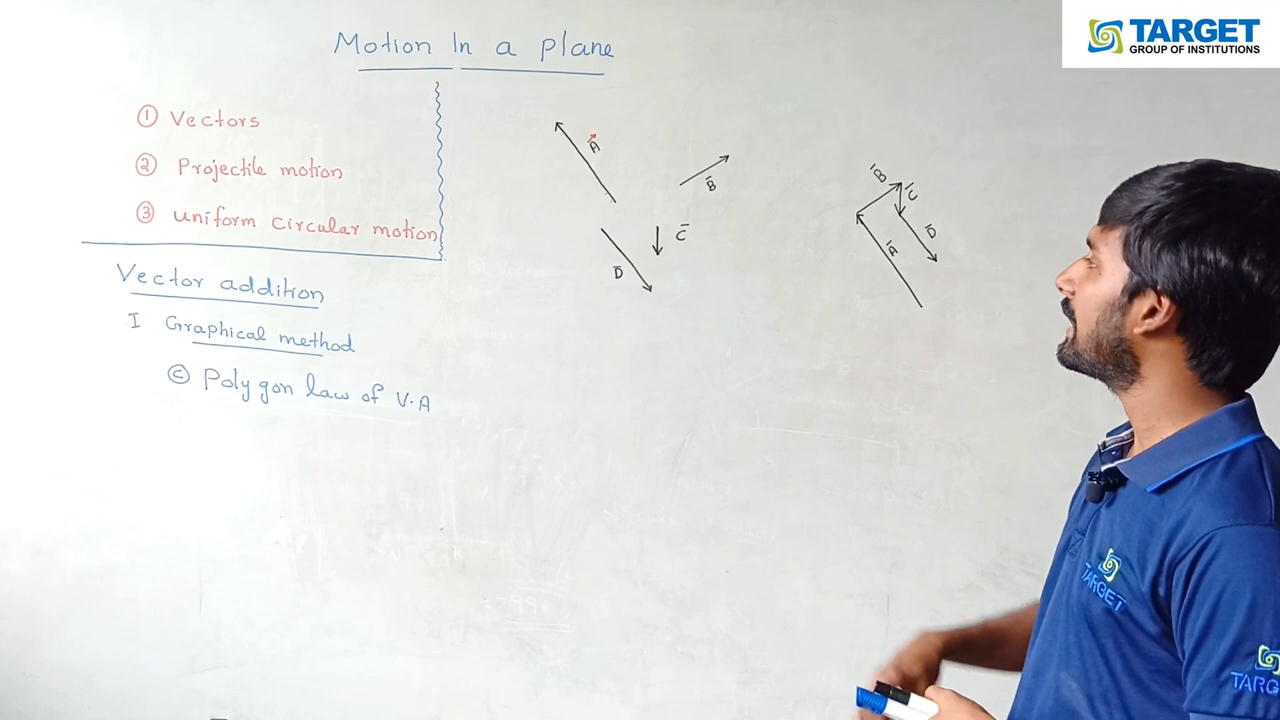 TARGET
GROUP OF INSTITUTIONS
Motion In a plane
① Vectors
② Projectile motion
③ uniform circular motion
Vector addition
I Graphical method
ⓒ Polygon law of V.A
A⃗
B̅
C̅
D̅
B̅
C̅
D̅
A̅
TARGET
TARG